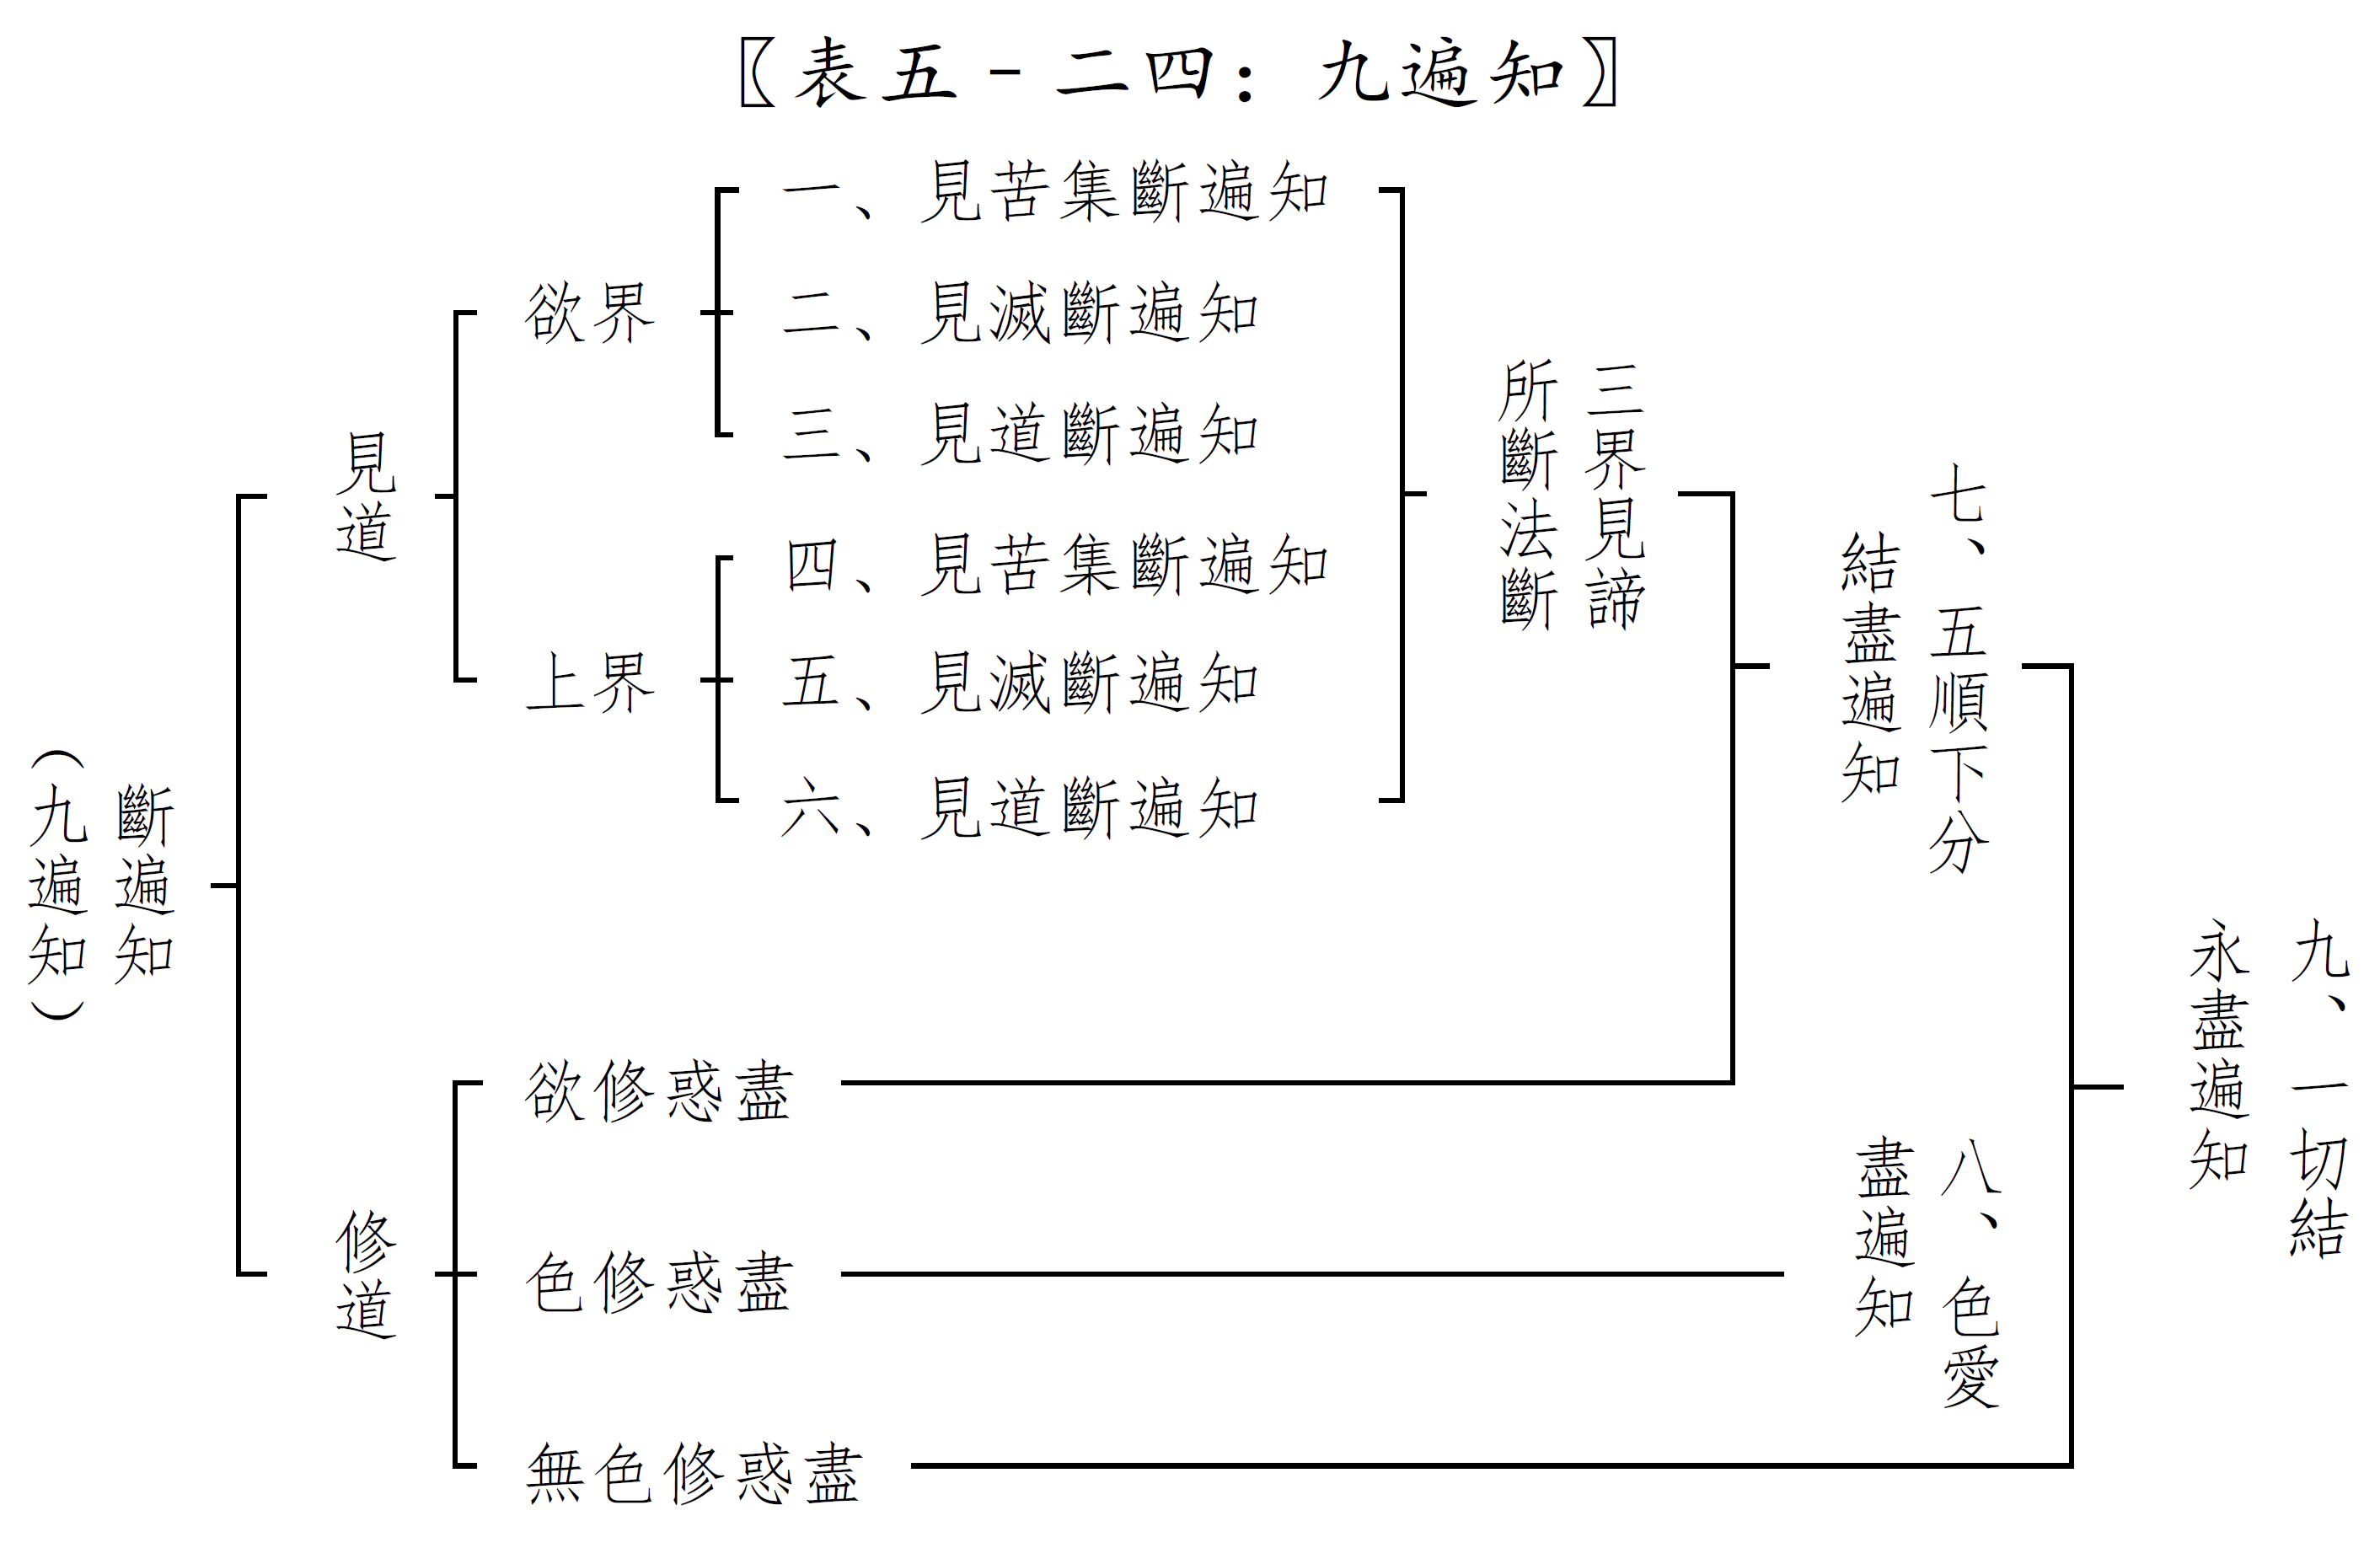 〖表五-二四：九遍知〗
斷遍知
（九遍知）
見道
欲界
一、見苦集斷遍知
二、見滅斷遍知
三、見道斷遍知
上界
四、見苦集斷遍知
五、見滅斷遍知
六、見道斷遍知
三界見諦
所斷法斷
七、五順下分
結盡遍知
修道
欲修惑盡
色修惑盡
無色修惑盡
八、色愛
盡遍知
九、一切結
永盡遍知